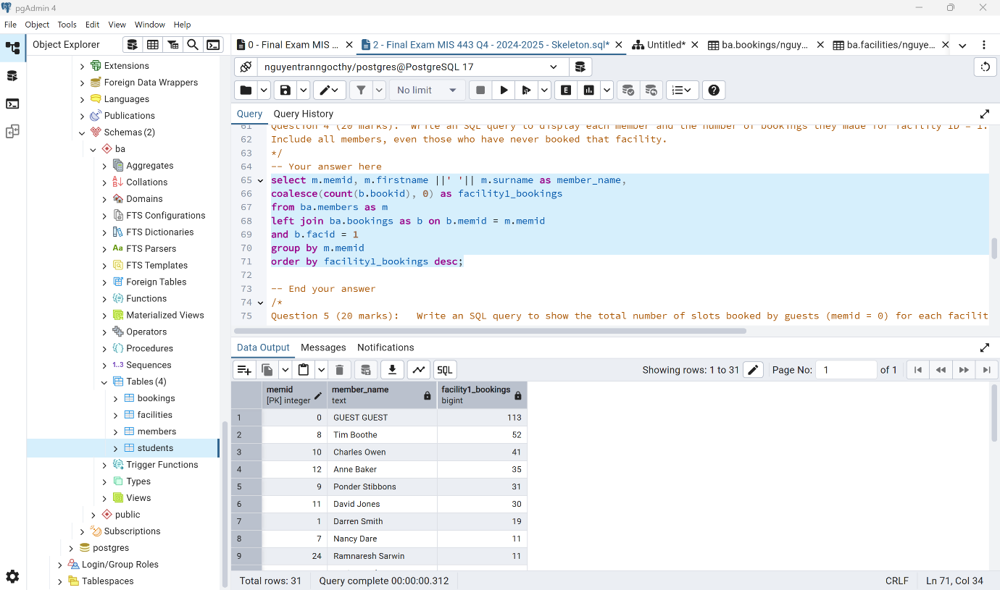 pgAdmin 4
File Object Tools Edit View Window Help
Object Explorer
0 - Final Exam MIS ... 2 - Final Exam MIS 443 Q4 - 2024-2025 - Skeleton.sql* Untitled* ba.bookings/nguy... ba.facilities/nguye...
nguyentranngocthy/postgres@PostgreSQL 17
No limit
E
Query Query History
Extensions
Foreign Data Wrappers
Languages
Publications
Schemas (2)
ba
Aggregates
Collations
Domains
FTS Configurations
FTS Dictionaries
Aa FTS Parsers
FTS Templates
Foreign Tables
Functions
Materialized Views
Operators
Procedures
1..3 Sequences
Tables (4)
bookings
facilities
members
students
Trigger Functions
Types
Views
public
Subscriptions
postgres
Login/Group Roles
Tablespaces
61 Question 4 (20 marks): Write an SQL query to display each member and the number of bookings they made for facility ID = 1.
62 Include all members, even those who have never booked that facility.
63 */
64 -- Your answer here
65 select m.memid, m.firstname ||' '|| m.surname as member_name,
66 coalesce(count(b.bookid), 0) as facility1_bookings
67 from ba.members as m
68 left join ba.bookings as b on b.memid = m.memid
69 and b.facid = 1
70 group by m.memid
71 order by facility1_bookings desc;
72
73 -- End your answer
74 /*
75 Question 5 (20 marks): Write an SQL query to show the total number of slots booked by guests (memid = 0) for each facilit
Data Output Messages Notifications
SQL
Showing rows: 1 to 31 Page No: 1 of 1
memid member_name facility1_bookings
[PK] integer text bigint
1 0 GUEST GUEST 113
2 8 Tim Boothe 52
3 10 Charles Owen 41
4 12 Anne Baker 35
5 9 Ponder Stibbons 31
6 11 David Jones 30
7 1 Darren Smith 19
8 7 Nancy Dare 11
9 24 Ramnaresh Sarwin 11
Total rows: 31 Query complete 00:00:00.312 CRLF Ln 71, Col 34